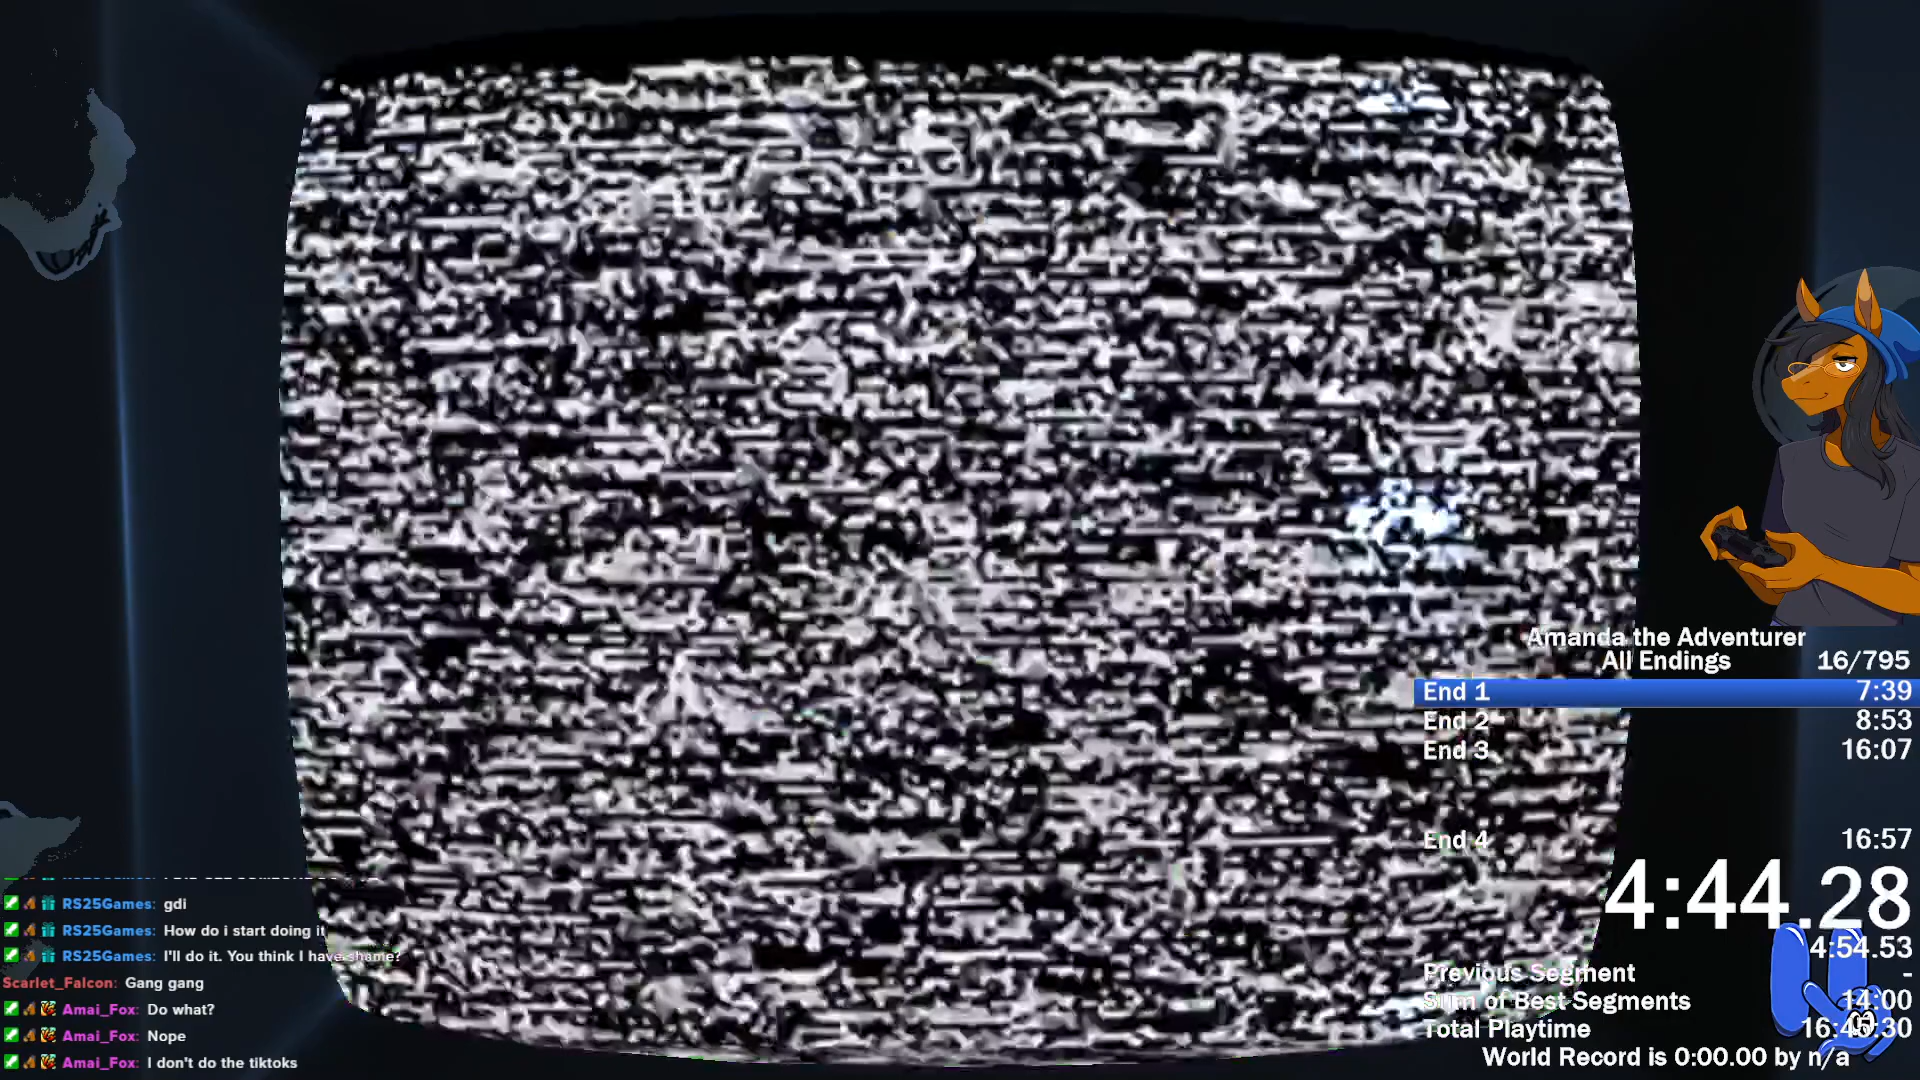 Amanda the Adventurer
All Endings 16/795
End 1 7:39
End 2 8:53
End 3 16:07
End 4 16:57
4:44.28
4:54.53
Previous Segment -
Sum of Best Segments 14:00
Total Playtime
World Record is 0:00.00 by n/a
RS25Games: gdi
RS25Games: How do i start doing it
RS25Games: I'll do it. You think I have shame?
Scarlet_Falcon: Gang gang
Amai_Fox: Do what?
Amai_Fox: Nope
Amai_Fox: I don't do the tiktoks